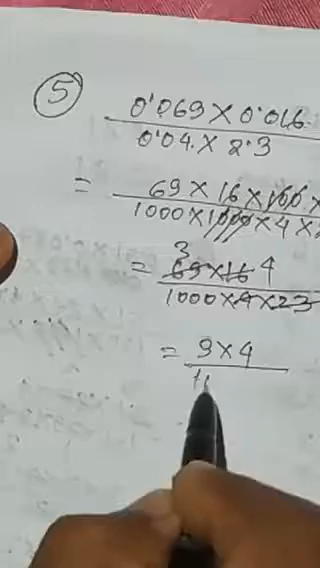 5 0.069 × 0.016
0.04 × 2.3
= 69 × 16 × 100 ×
1000 × 1000 × 4 ×
3
= 69 × 16 4
1000 × 4 × 23
= 3 × 4